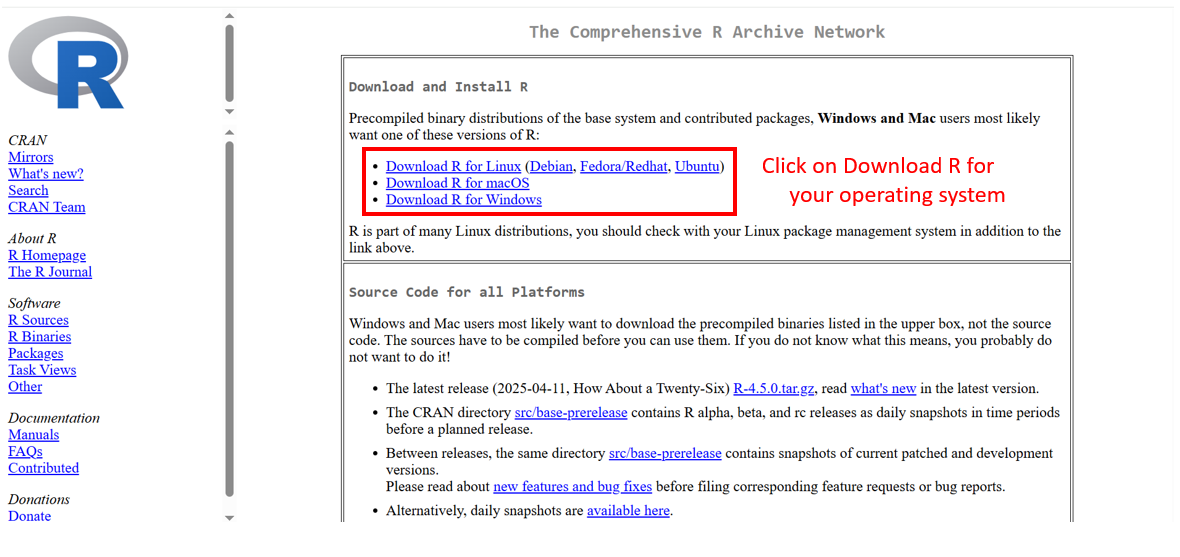 R
CRAN
Mirrors
What's new?
Search
CRAN Team
About R
R Homepage
The R Journal
Software
R Sources
R Binaries
Packages
Task Views
Other
Documentation
Manuals
FAQs
Contributed
Donations
Donate
The Comprehensive R Archive Network
Download and Install R
Precompiled binary distributions of the base system and contributed packages, Windows and Mac users most likely
want one of these versions of R:
• Download R for Linux (Debian, Fedora/Redhat, Ubuntu)
• Download R for macOS
• Download R for Windows
Click on Download R for
your operating system
R is part of many Linux distributions, you should check with your Linux package management system in addition to the
link above.
Source Code for all Platforms
Windows and Mac users most likely want to download the precompiled binaries listed in the upper box, not the source
code. The sources have to be compiled before you can use them. If you do not know what this means, you probably do
not want to do it!
• The latest release (2025-04-11, How About a Twenty-Six) R-4.5.0.tar.gz, read what's new in the latest version.
• The CRAN directory src/base-prerelease contains R alpha, beta, and rc releases as daily snapshots in time periods
before a planned release.
• Between releases, the same directory src/base-prerelease contains snapshots of current patched and development
versions.
Please read about new features and bug fixes before filing corresponding feature requests or bug reports.
• Alternatively, daily snapshots are available here.